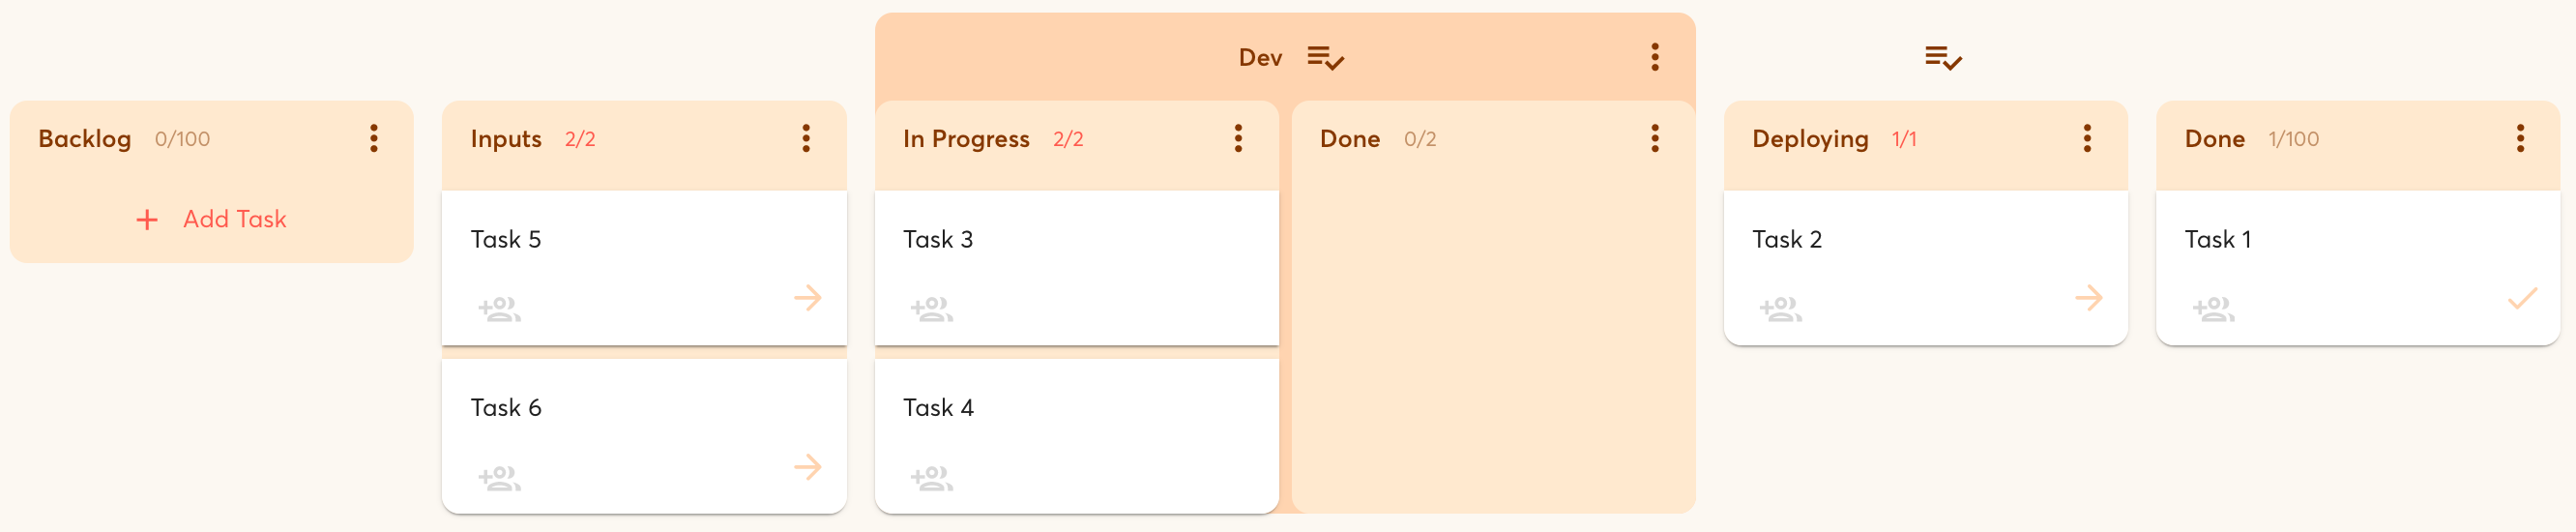 Dev
Backlog 0/100
Add Task
Inputs 2/2
Task 5
Task 6
In Progress 2/2
Task 3
Task 4
Done 0/2
Deploying 1/1
Task 2
Done 1/100
Task 1